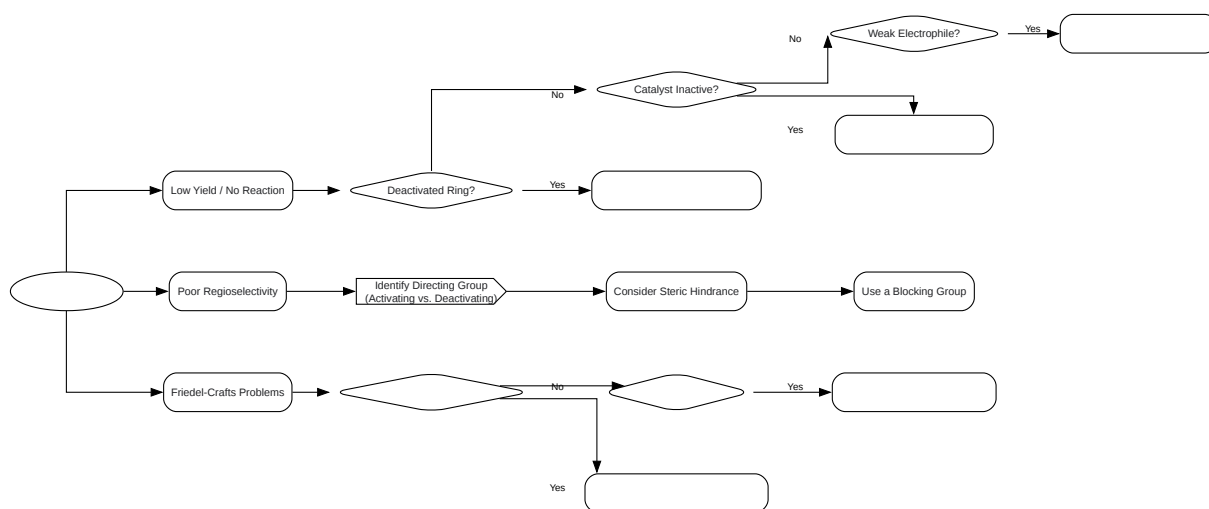 Weak Electrophile?
Yes
No
Catalyst Inactive?
No
Yes
Low Yield / No Reaction
Deactivated Ring?
Yes
Poor Regioselectivity
Identify Directing Group
(Activating vs. Deactivating)
Consider Steric Hindrance
Use a Blocking Group
Friedel-Crafts Problems
No
Yes
Yes